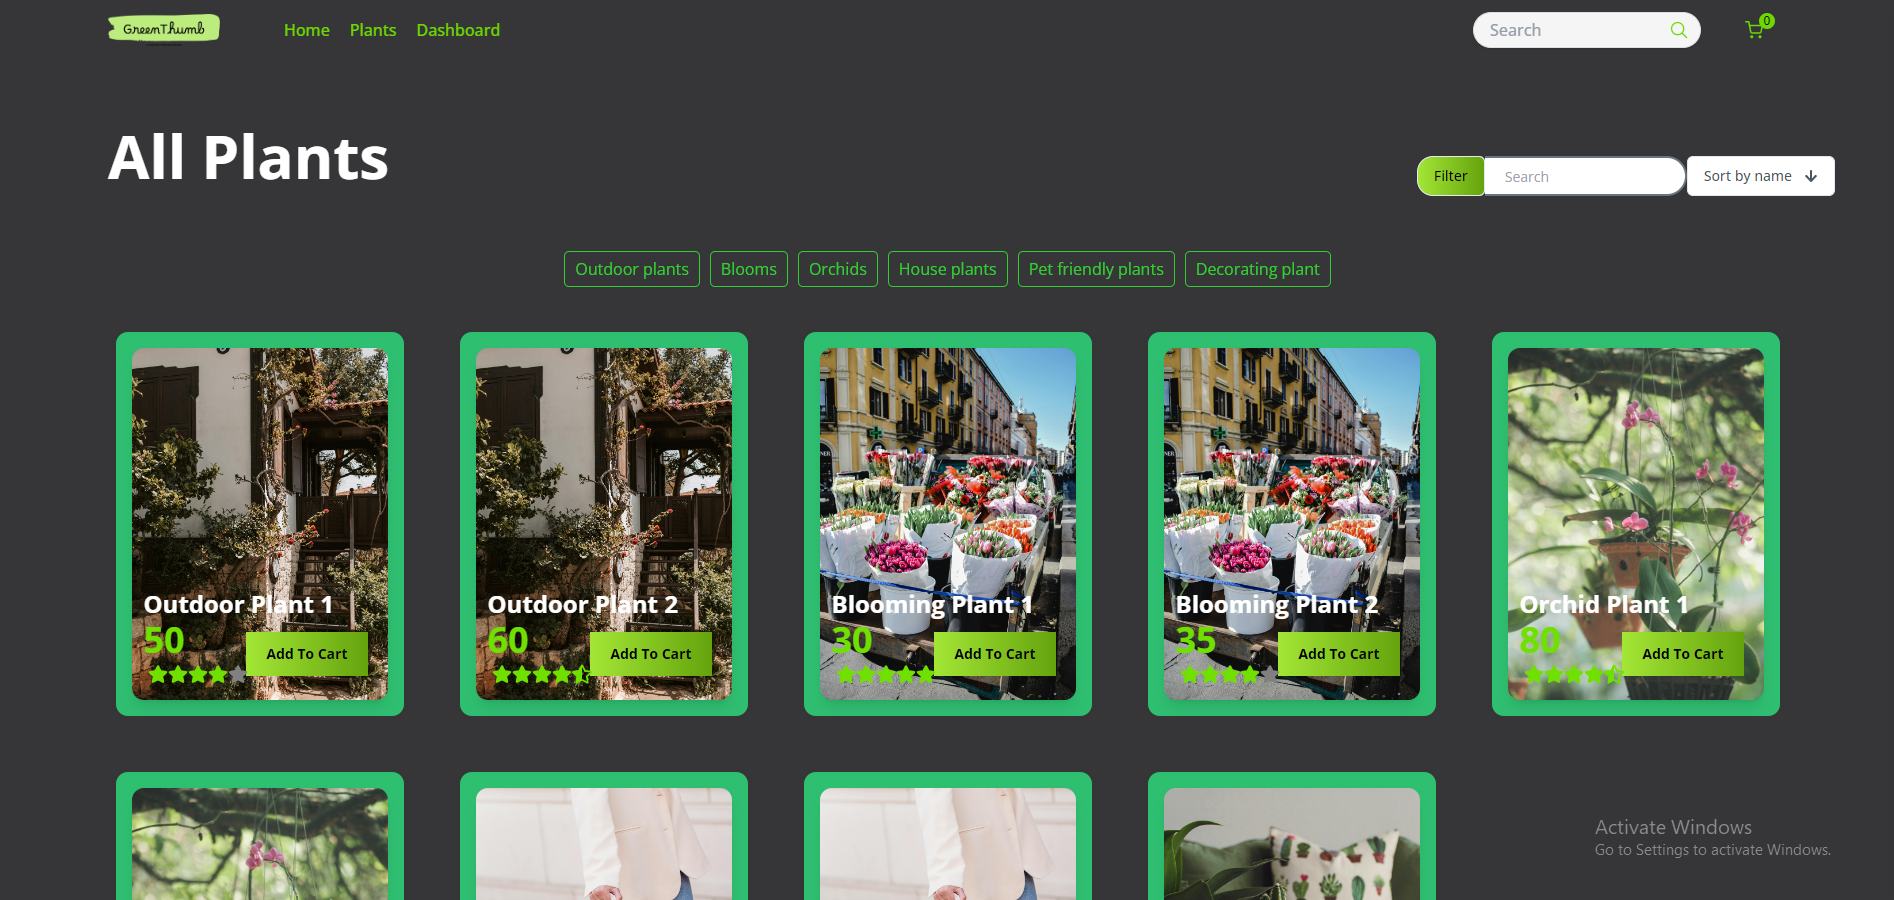 GreenThumb
Home Plants Dashboard
Search
0
All Plants
Filter
Search
Sort by name
Outdoor plants
Blooms
Orchids
House plants
Pet friendly plants
Decorating plant
Outdoor Plant 1
50
Add To Cart
Outdoor Plant 2
60
Add To Cart
Blooming Plant 1
30
Add To Cart
Blooming Plant 2
35
Add To Cart
Orchid Plant 1
80
Add To Cart
Activate Windows
Go to Settings to activate Windows.